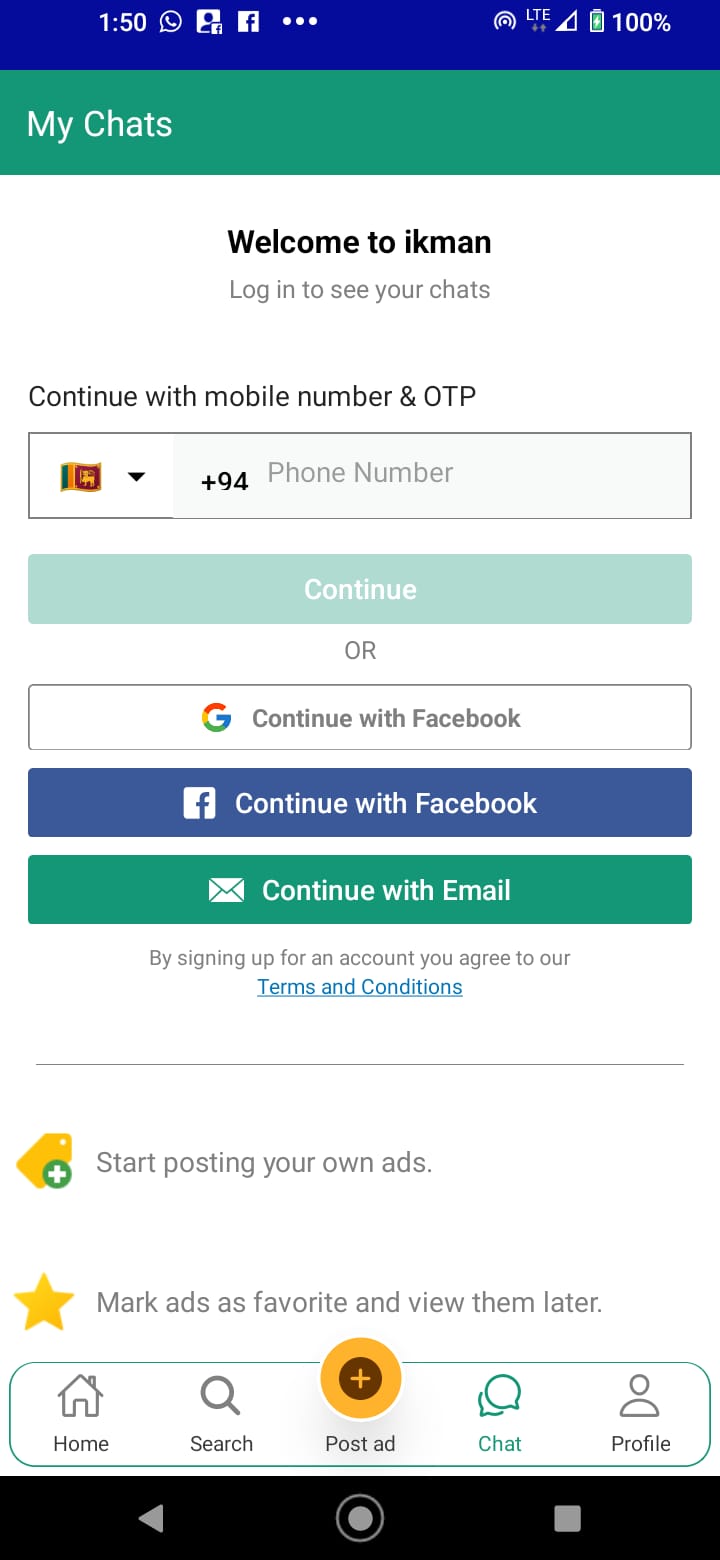 1:50
LTE
100%
My Chats
Welcome to ikman
Log in to see your chats
Continue with mobile number & OTP
+94 Phone Number
Continue
OR
Continue with Facebook
Continue with Facebook
Continue with Email
By signing up for an account you agree to our
Terms and Conditions
Start posting your own ads.
Mark ads as favorite and view them later.
Home Search Post ad Chat Profile